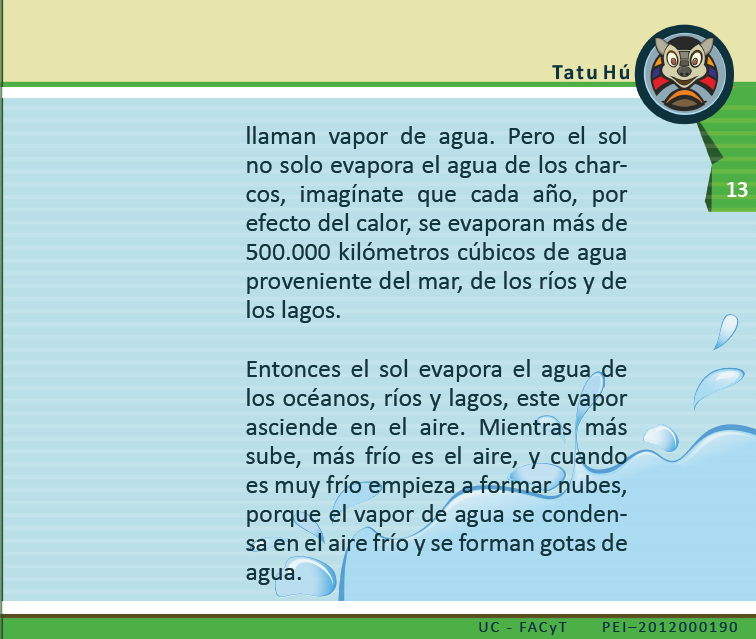 Tatu Hú
13
llaman vapor de agua. Pero el sol
no solo evapora el agua de los char-
cos, imagínate que cada año, por
efecto del calor, se evaporan más de
500.000 kilómetros cúbicos de agua
proveniente del mar, de los ríos y de
los lagos.
Entonces el sol evapora el agua de
los océanos, ríos y lagos, este vapor
asciende en el aire. Mientras más
sube, más frío es el aire, y cuando
es muy frío empieza a formar nubes,
porque el vapor de agua se conden-
sa en el aire frío y se forman gotas de
agua.
UC - FACyT PEI–2012000190